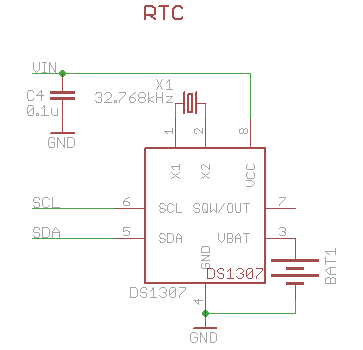 RTC
VIN
X1
32.768kHz
C4
0.1u
GND
1
2
8
X1
X2
VCC
SCL
6
SCL
SQW/OUT
7
SDA
5
SDA
VBAT
3
GND
DS1307
BAT1
DS1307
4
GND